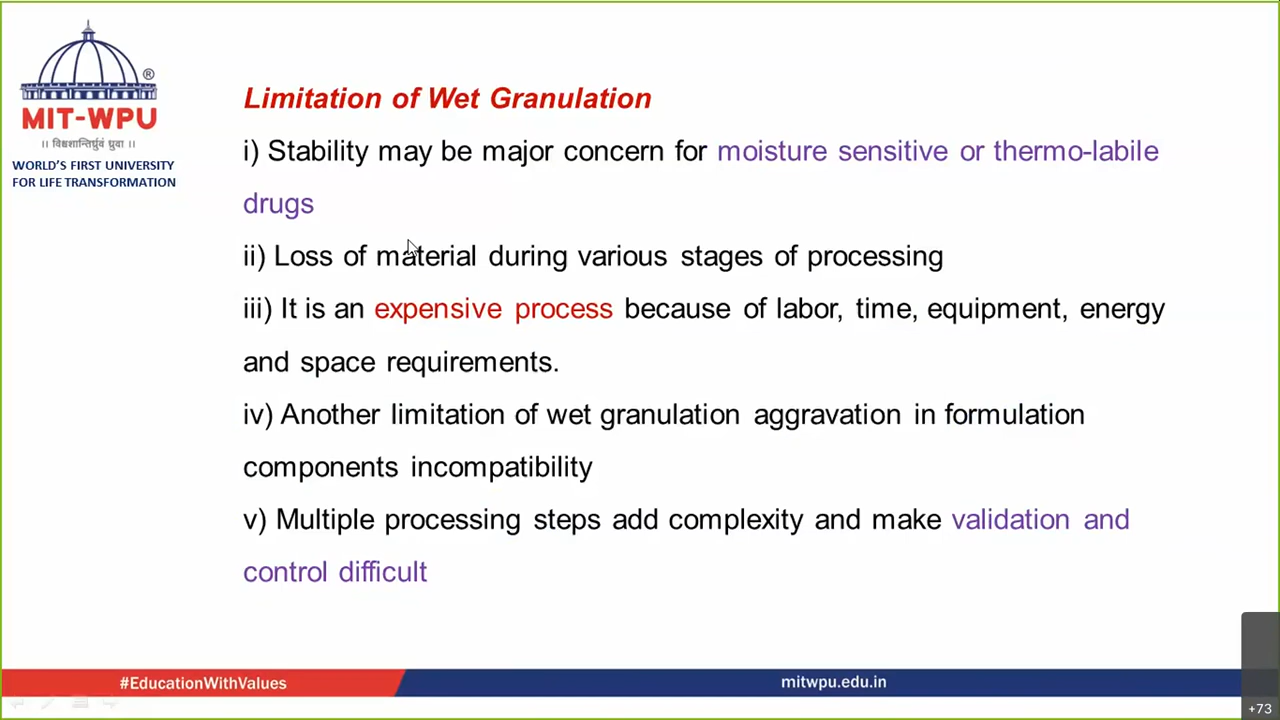 ®
MIT-WPU
|| विश्वशान्तिर्ध्रुवं ध्रुवा ||
WORLD'S FIRST UNIVERSITY
FOR LIFE TRANSFORMATION
Limitation of Wet Granulation
i) Stability may be major concern for moisture sensitive or thermo-labile
drugs
ii) Loss of material during various stages of processing
iii) It is an expensive process because of labor, time, equipment, energy
and space requirements.
iv) Another limitation of wet granulation aggravation in formulation
components incompatibility
v) Multiple processing steps add complexity and make validation and
control difficult
#EducationWithValues
mitwpu.edu.in
+73